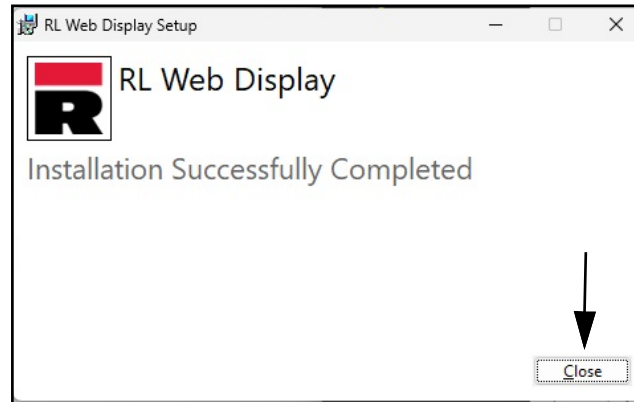 RL Web Display Setup
R
RL Web Display
Installation Successfully Completed
Close